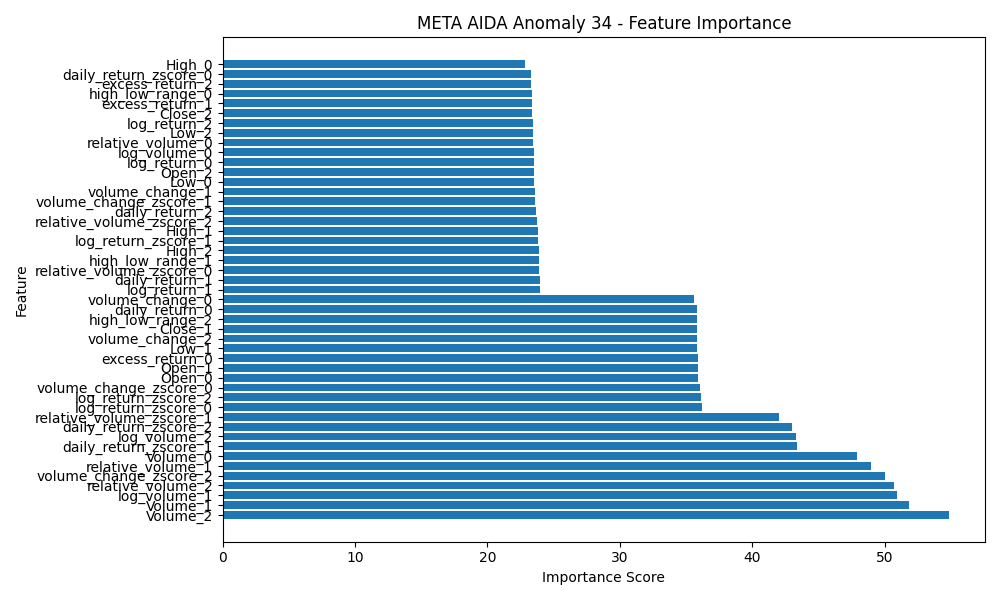 META AIDA Anomaly 34 - Feature Importance
High_0
daily_return_zscore_0
excess_return_2
high_low_range_0
excess_return_1
Close_2
log_return_2
Low_2
relative_volume_0
log_volume_0
log_return_0
Open_2
Low_0
volume_change_1
volume_change_zscore_1
daily_return_2
relative_volume_zscore_2
High_1
log_return_zscore_1
High_2
high_low_range_1
relative_volume_zscore_0
daily_return_1
log_return_1
volume_change_0
daily_return_0
high_low_range_2
Close_1
volume_change_2
Low_1
excess_return_0
Open_1
Open_0
volume_change_zscore_0
log_return_zscore_2
log_return_zscore_0
relative_volume_zscore_1
daily_return_zscore_2
log_volume_2
daily_return_zscore_1
Volume_0
relative_volume_1
volume_change_zscore_2
relative_volume_2
log_volume_1
Volume_1
Volume_2
Feature
0 10 20 30 40 50
Importance Score